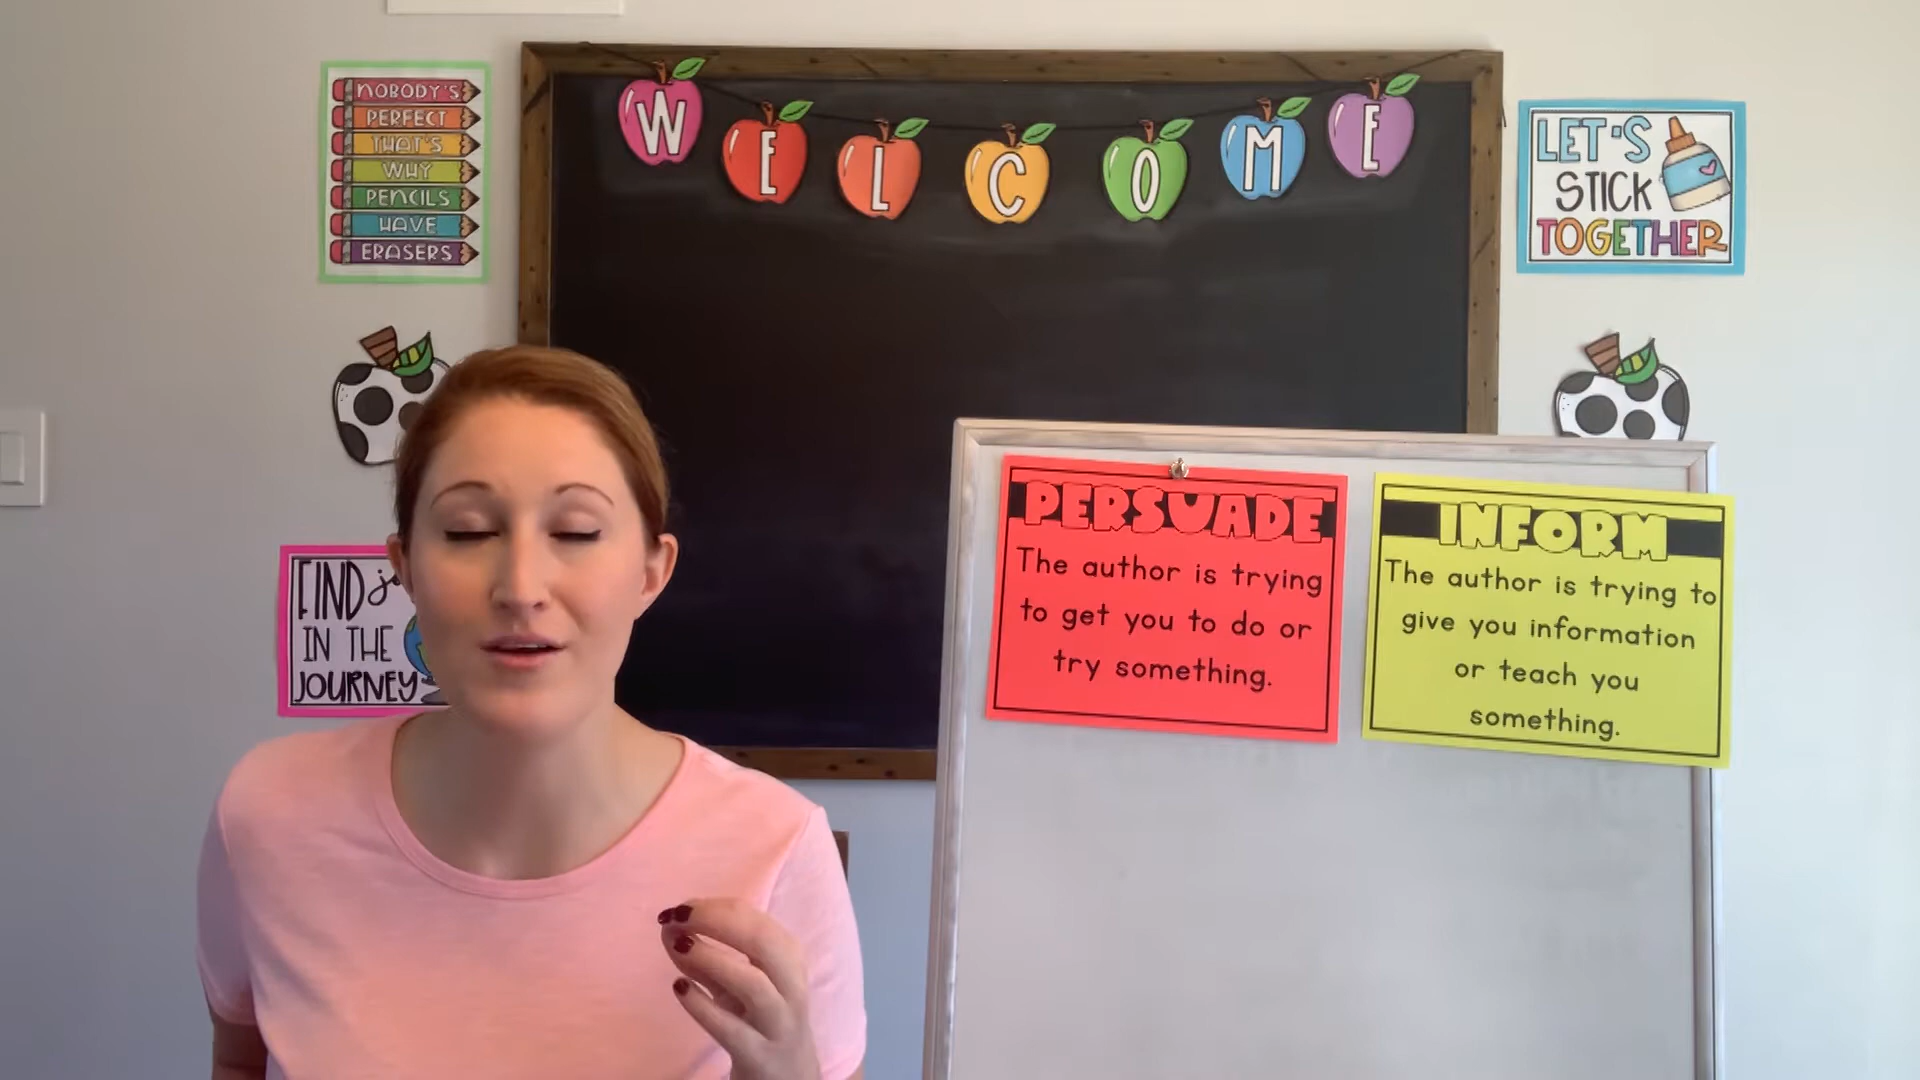 WELCOME
NOBODY'S
PERFECT
THAT'S
WHY
PENCILS
HAVE
ERASERS
LET'S
STICK
TOGETHER
FIND
IN THE
JOURNEY
PERSUADE
The author is trying
to get you to do or
try something.
INFORM
The author is trying to
give you information
or teach you
something.